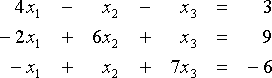 4x₁ − x₂ − x₃ = 3
−2x₁ + 6x₂ + x₃ = 9
−x₁ + x₂ + 7x₃ = −6